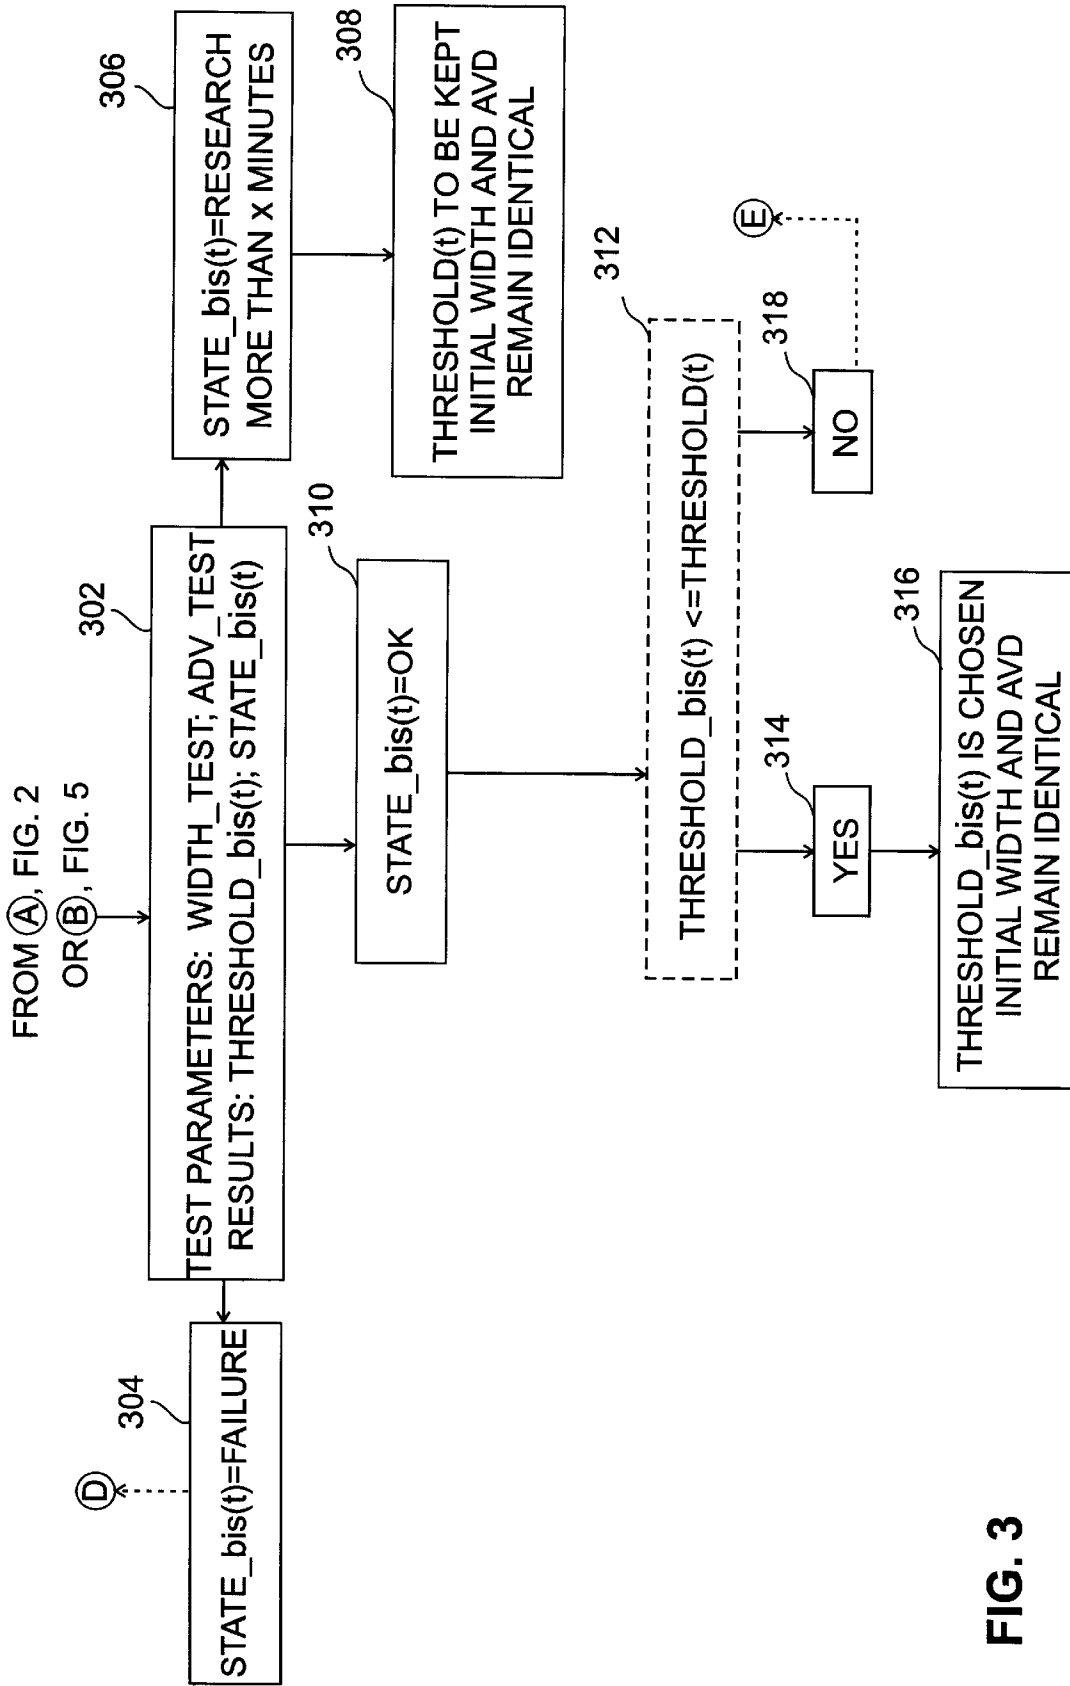 FROM A, FIG. 2
OR B, FIG. 5
302
TEST PARAMETERS: WIDTH_TEST; ADV_TEST
RESULTS: THRESHOLD_bis(t); STATE_bis(t)
D
304
STATE_bis(t)=FAILURE
306
STATE_bis(t)=RESEARCH
MORE THAN X MINUTES
308
THRESHOLD(t) TO BE KEPT
INITIAL WIDTH AND AVD
REMAIN IDENTICAL
310
STATE_bis(t)=OK
312
THRESHOLD_bis(t) <=THRESHOLD(t)
314
YES
316
THRESHOLD_bis(t) IS CHOSEN
INITIAL WIDTH AND AVD
REMAIN IDENTICAL
318
NO
E
FIG. 3